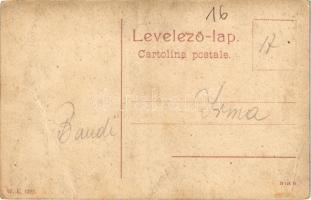 16
Levelező-lap.
Cartolina postale.
A
Bandi
Irma